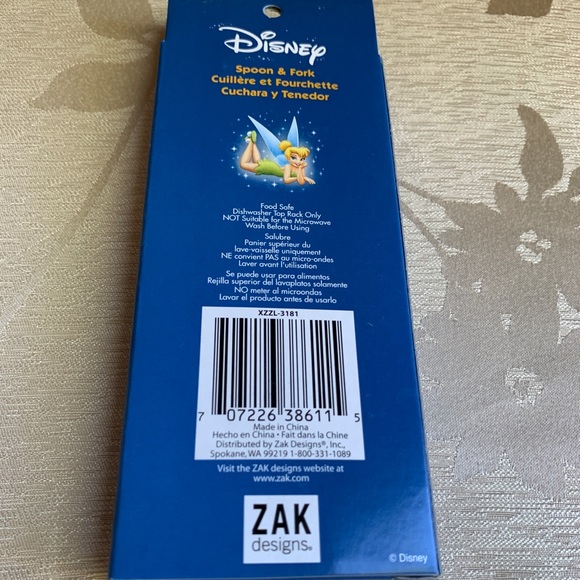 Disney
Spoon & Fork
Cuillère et Fourchette
Cuchara y Tenedor
Food Safe
Dishwasher Top Rack Only
NOT Suitable for the Microwave
Wash Before Using
Salubre
Panier supérieur du
lave-vaisselle uniquement
NE convient PAS au micro-ondes
Laver avant l'utilisation
Se puede usar para alimentos
Rejilla superior del lavaplatos solamente
NO meter al microondas
Lavar el producto antes de usarlo
XZZL-3181
7 07226 38611 5
Made in China
Hecho en China • Fait dans la Chine
Distributed by Zak Designs®, Inc.,
Spokane, WA 99219 1-800-331-1089
Visit the ZAK designs website at
www.zak.com
ZAK
designs®
© Disney